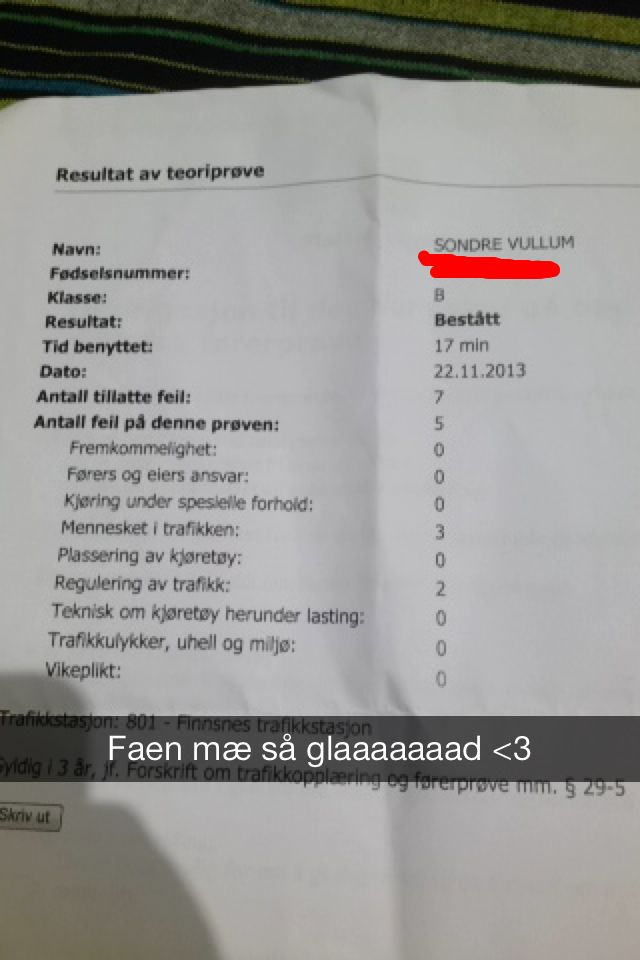 Resultat av teoriprøve
Navn: SONDRE VULLUM
Fødselsnummer:
Klasse: B
Resultat: Bestått
Tid benyttet: 17 min
Dato: 22.11.2013
Antall tillatte feil: 7
Antall feil på denne prøven: 5
Fremkommelighet: 0
Førers og eiers ansvar: 0
Kjøring under spesielle forhold: 0
Mennesket i trafikken: 3
Plassering av kjøretøy: 0
Regulering av trafikk: 2
Teknisk om kjøretøy herunder lasting: 0
Trafikkulykker, uhell og miljø: 0
Vikeplikt: 0
Trafikkstasjon: 801 - Finnsnes trafikkstasjon
Faen mæ så glaaaaaaad <3
Gyldig i 3 år, jf. Forskrift om trafikkopplæring og førerprøve mm. § 29-5
Skriv ut